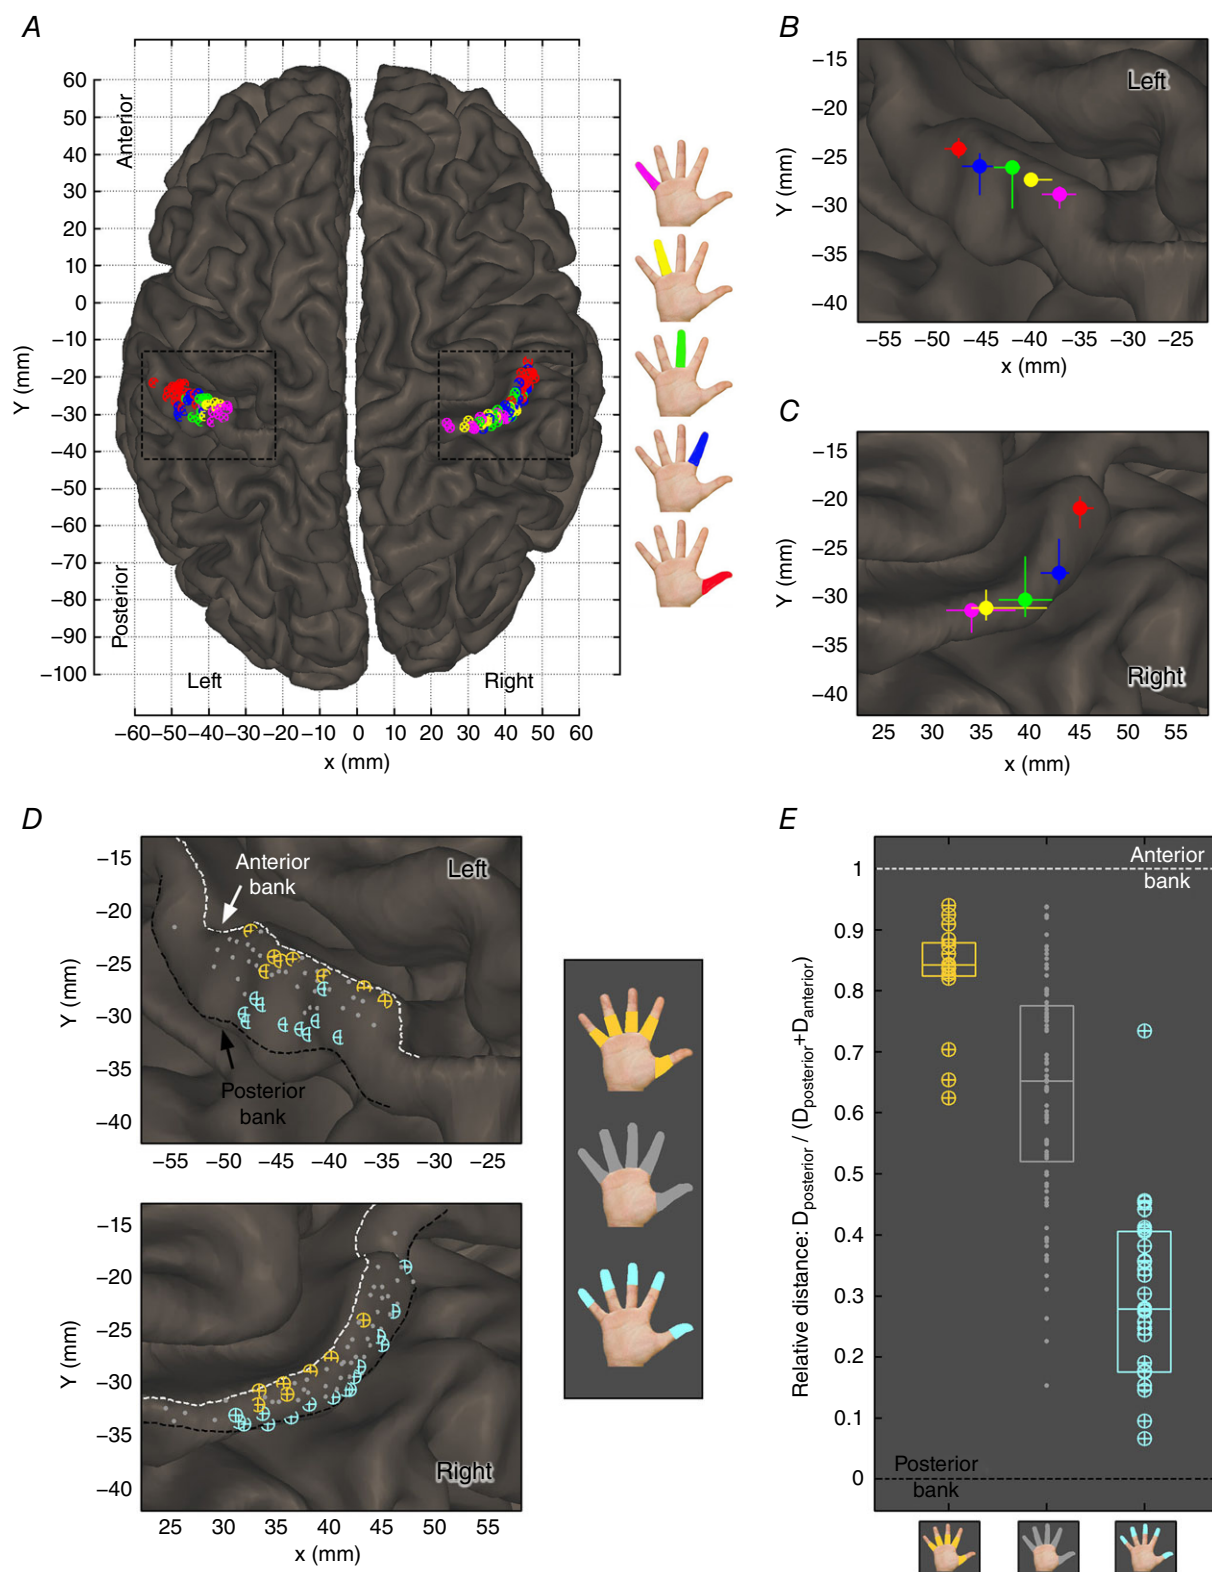 A
60
50
40
30
20
10
0
−10
−20
−30
−40
−50
−60
−70
−80
−90
−100
Y (mm)
Anterior
Posterior
Left
Right
−60 −50 −40 −30 −20 −10 0 10 20 30 40 50 60
x (mm)
B
−15
−20
−25
−30
−35
−40
Y (mm)
Left
−55 −50 −45 −40 −35 −30 −25
x (mm)
C
−15
−20
−25
−30
−35
−40
Y (mm)
Right
25 30 35 40 45 50 55
x (mm)
D
−15
−20
−25
−30
−35
−40
Y (mm)
Anterior
bank
Left
Posterior
bank
−55 −50 −45 −40 −35 −30 −25
−15
−20
−25
−30
−35
−40
Y (mm)
Right
25 30 35 40 45 50 55
x (mm)
E
1
0.9
0.8
0.7
0.6
0.5
0.4
0.3
0.2
0.1
0
Relative distance: Dposterior / (Dposterior+Danterior)
Anterior
bank
Posterior
bank